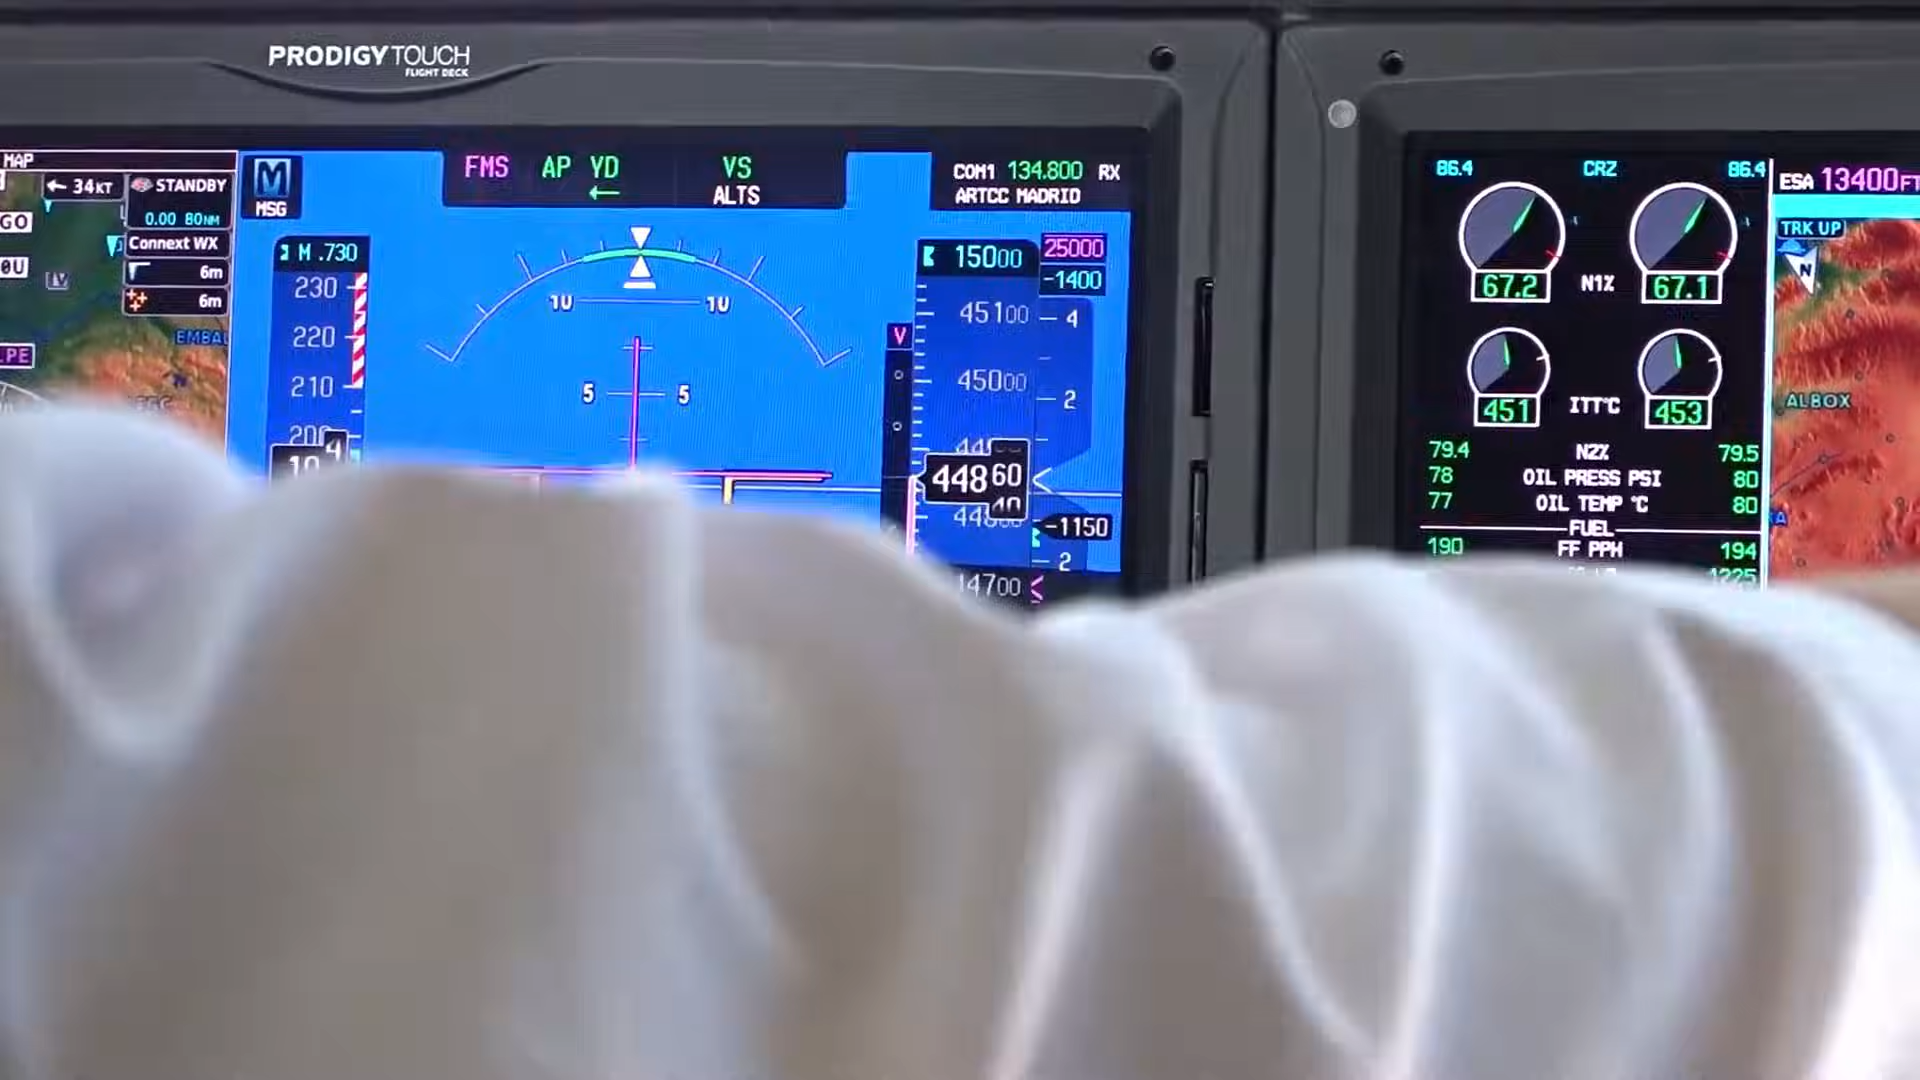 PRODIGY TOUCH
FLIGHT DECK
MAP
34KT
STANDBY
0.00 80NM
Connext WX
6m
6m
MSG
FMS AP YD VS
ALTS
COM1 134.800 RX
ARTCC MADRID
M .730
230
220
210
10 10
5 5
15000
25000
-1400
45100
45000
44860
40
-1150
4
2
2
V
86.4 CRZ 86.4
67.2 N1% 67.1
451 ITT°C 453
79.4 N2% 79.5
78 OIL PRESS PSI 80
77 OIL TEMP °C 80
FUEL
190 FF PPH 194
ESA 13400FT
TRK UP
N
ALBOX